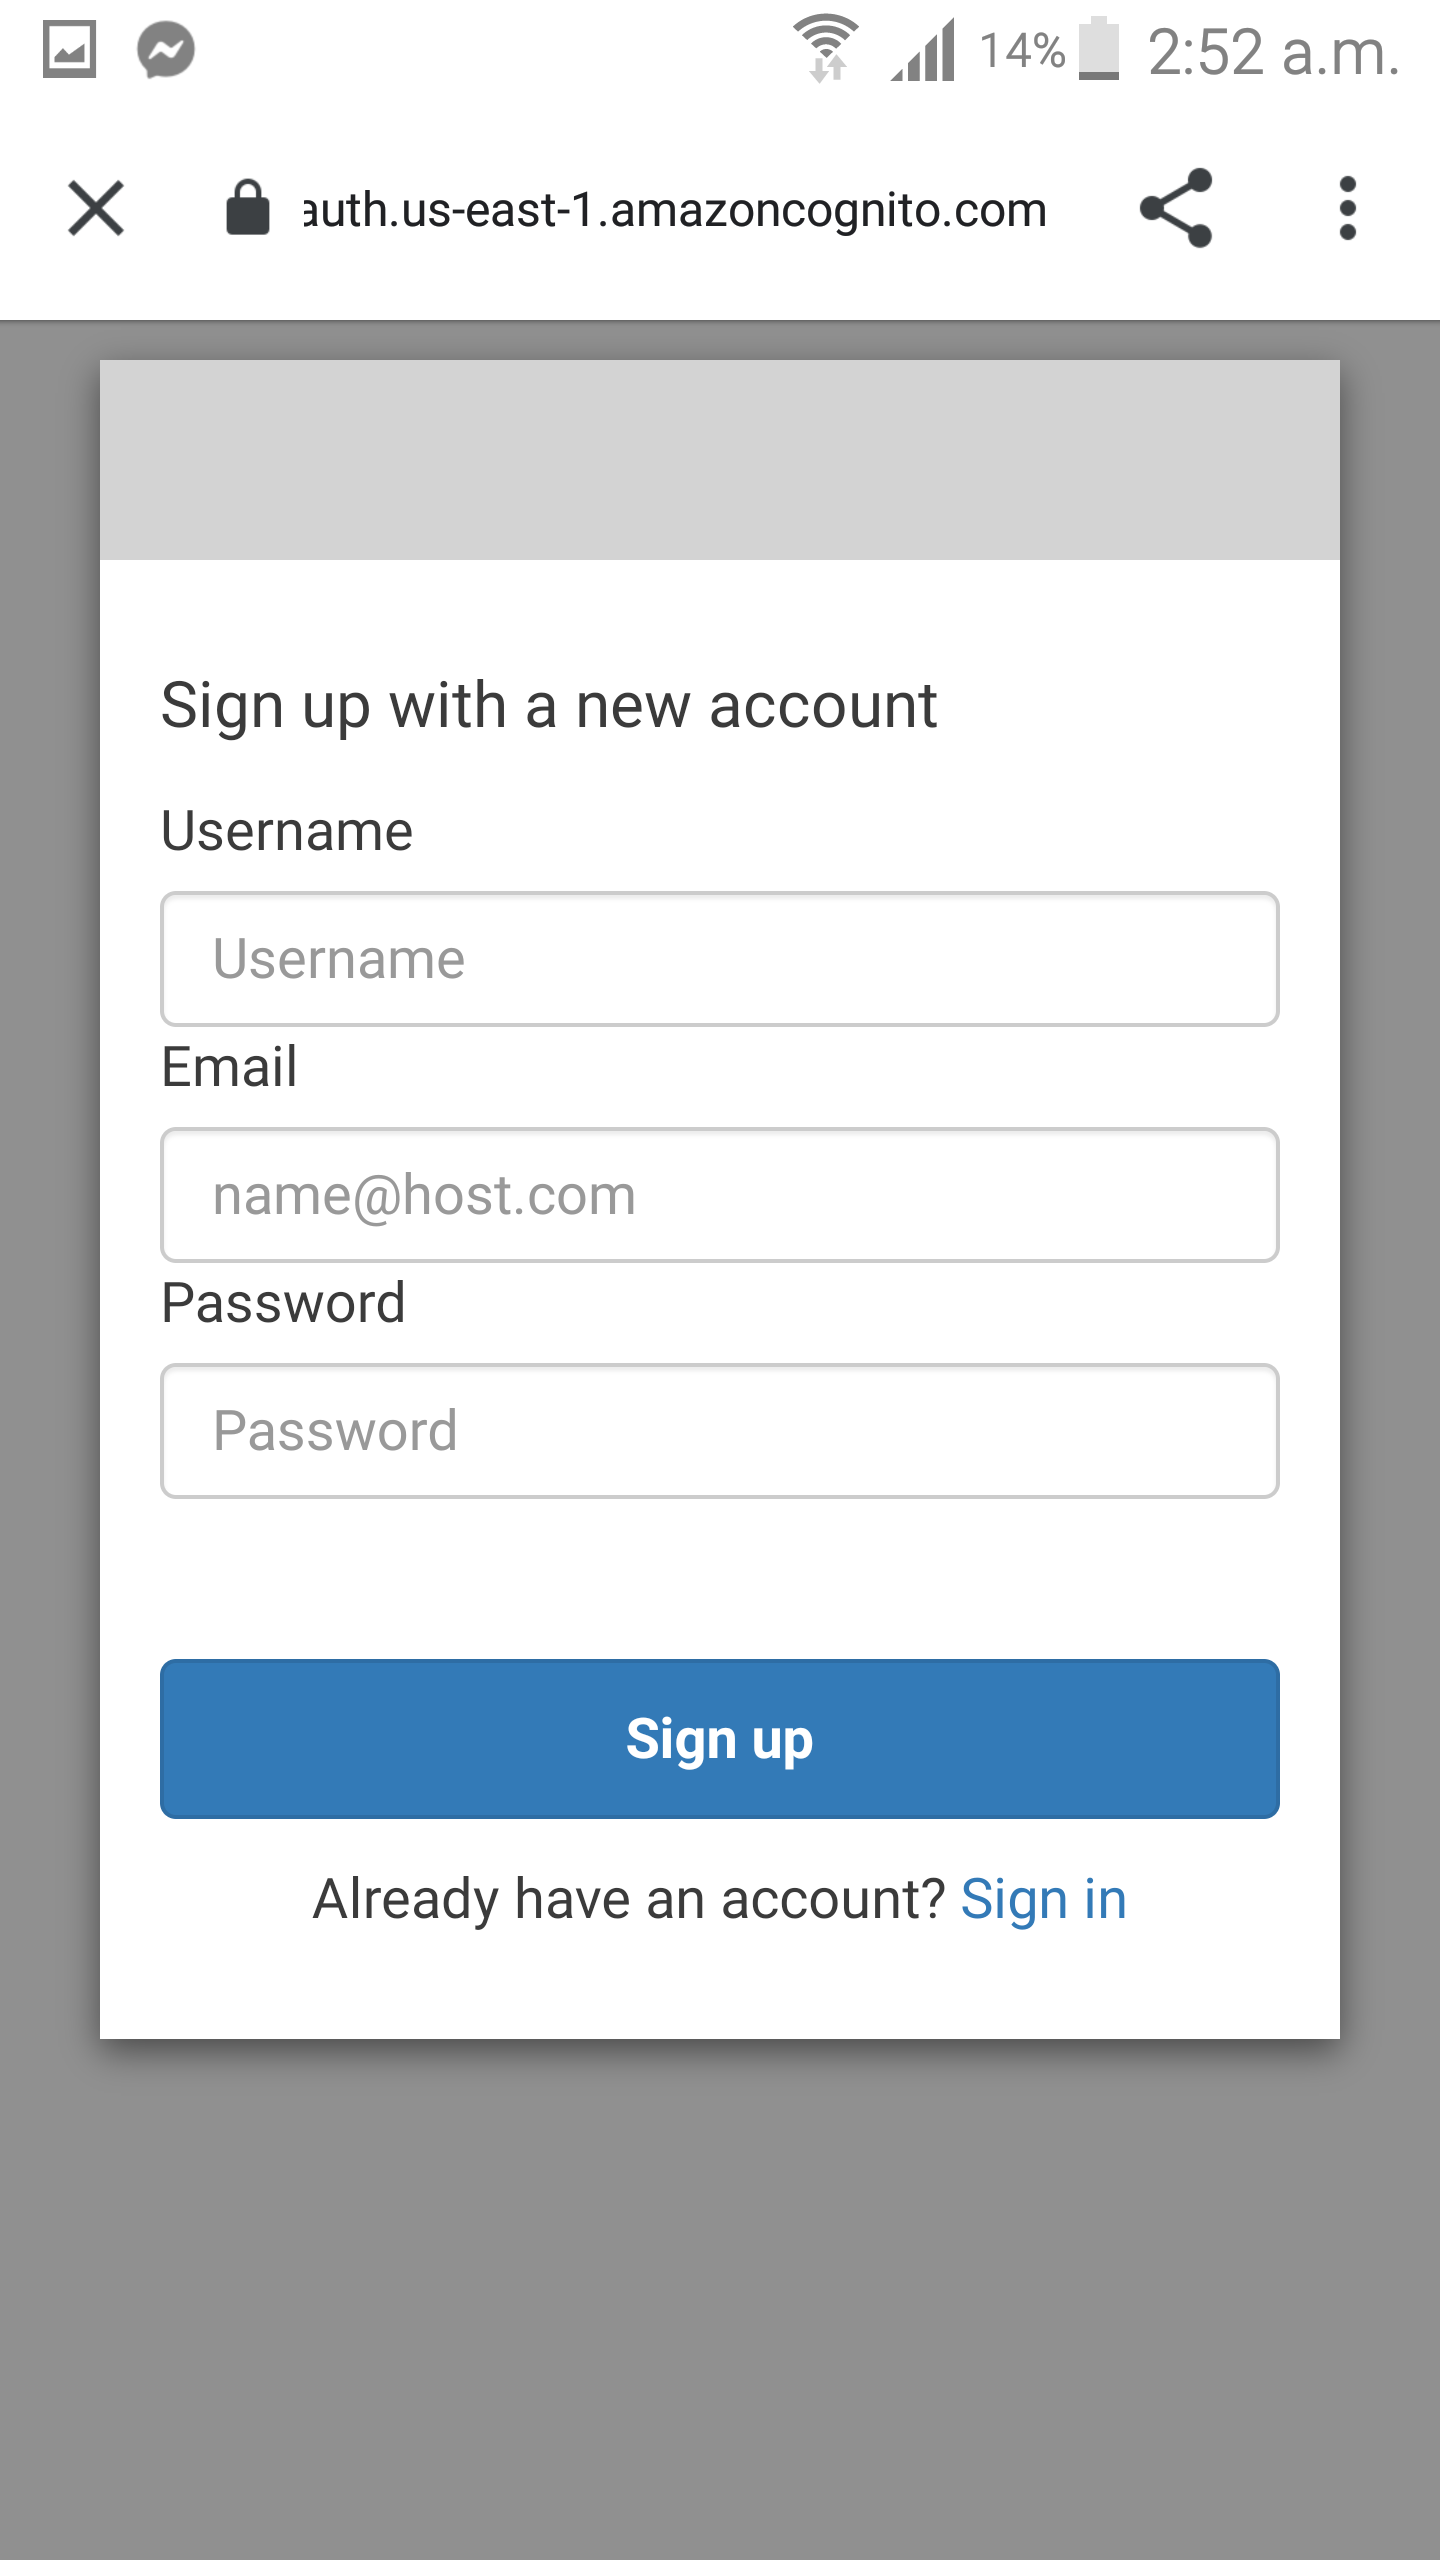 14% 2:52 a.m.
auth.us-east-1.amazoncognito.com
Sign up with a new account
Username
Username
Email
name@host.com
Password
Password
Sign up
Already have an account? Sign in